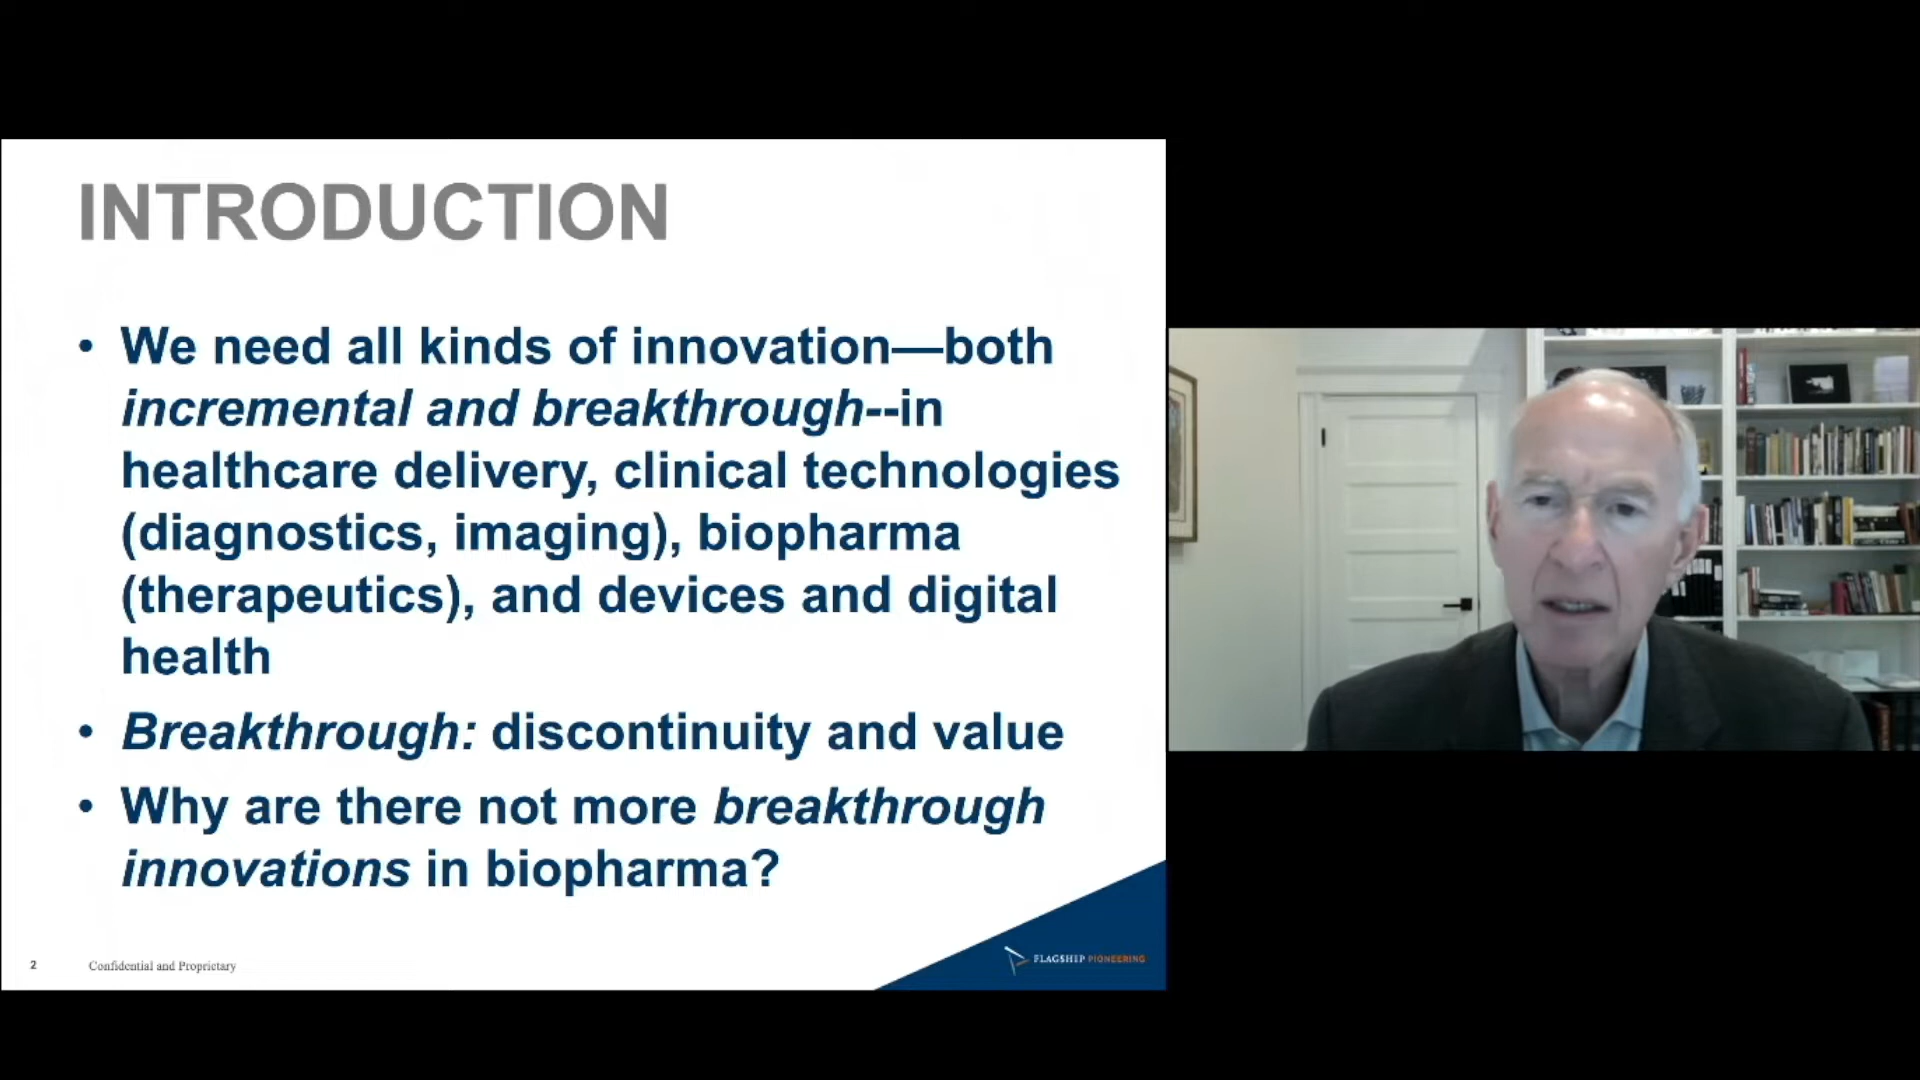 INTRODUCTION
• We need all kinds of innovation—both
incremental and breakthrough--in
healthcare delivery, clinical technologies
(diagnostics, imaging), biopharma
(therapeutics), and devices and digital
health
• Breakthrough: discontinuity and value
• Why are there not more breakthrough
innovations in biopharma?
2 Confidential and Proprietary
FLAGSHIP PIONEERING